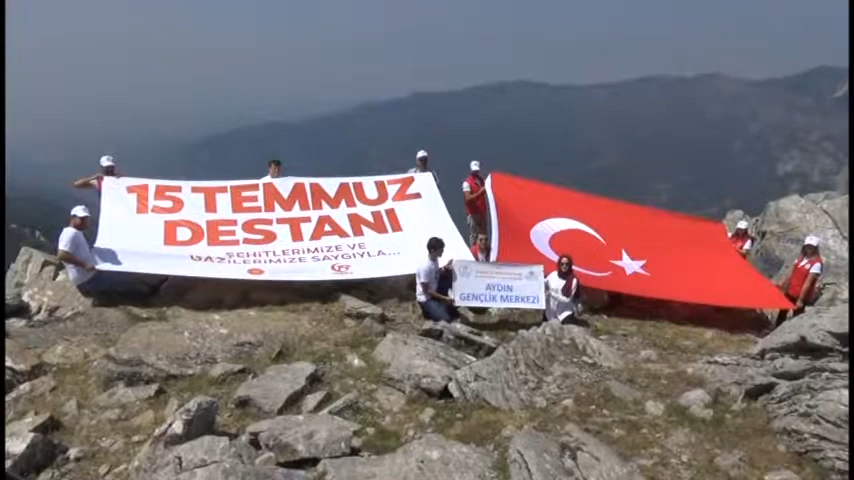 15 TEMMUZ
DESTANI
ŞEHİTLERİMİZE VE
GAZİLERİMİZE SAYGIYLA...
AYDIN
GENÇLİK MERKEZİ